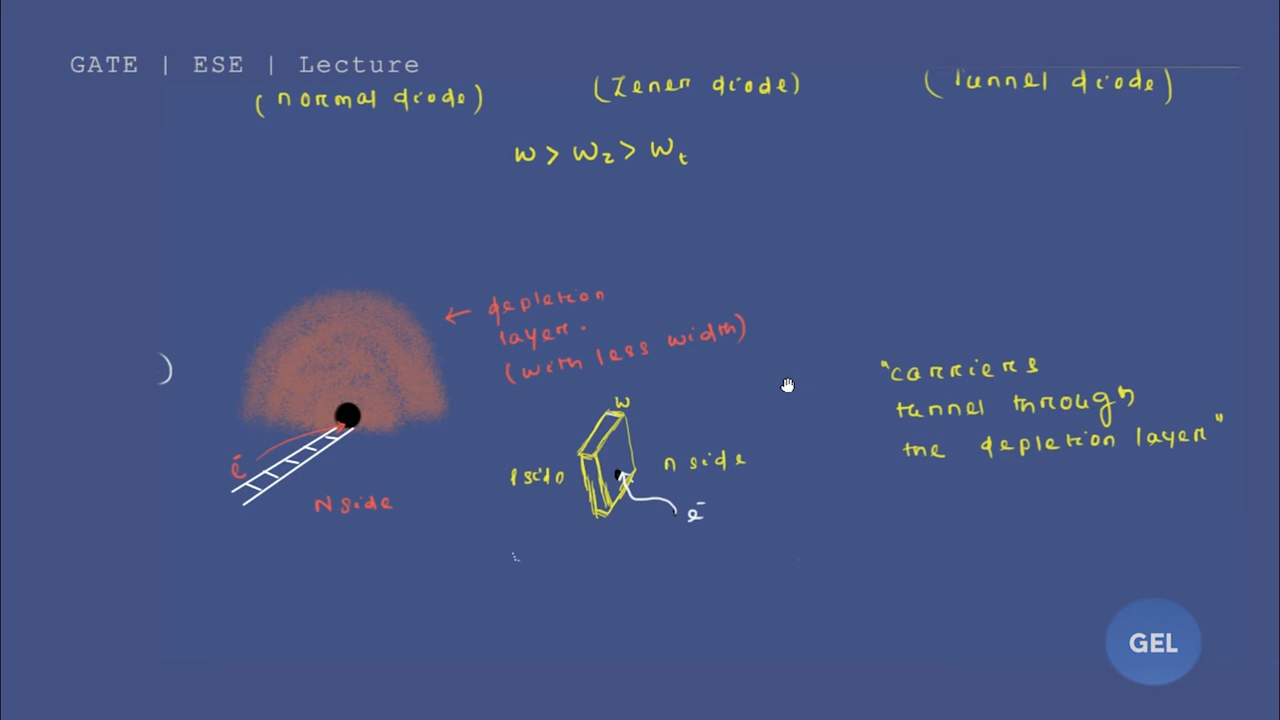 GATE | ESE | Lecture
(normal diode)
(Zener diode)
(Tunnel diode)
w > wz > wt
← depletion
layer.
(with less width)
e-
N side
w
P side
n side
e-
"carriers
tunnel through
the depletion layer"
GEL